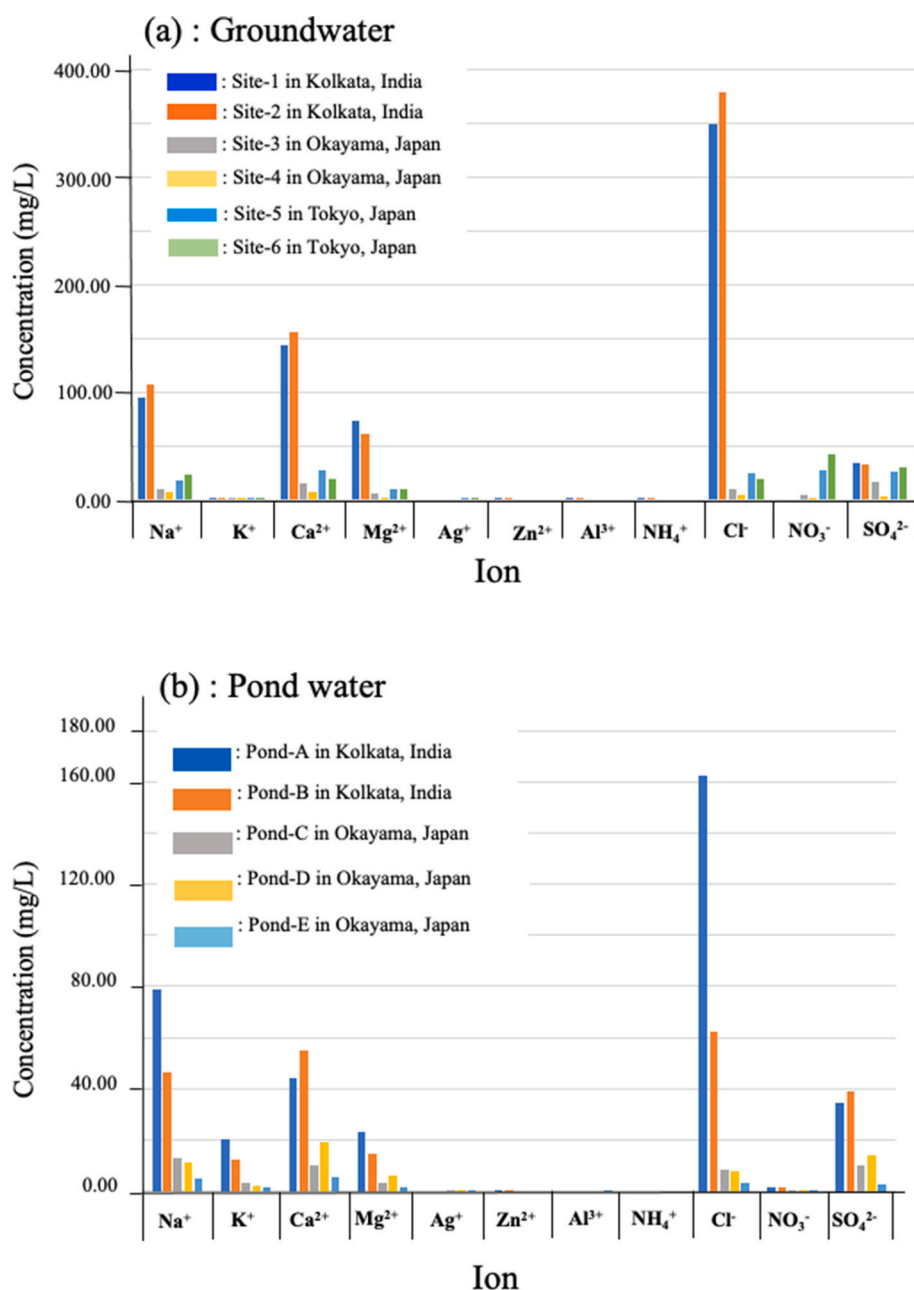 (a) : Groundwater
400.00
300.00
200.00
100.00
0.00
Concentration (mg/L)
: Site-1 in Kolkata, India
: Site-2 in Kolkata, India
: Site-3 in Okayama, Japan
: Site-4 in Okayama, Japan
: Site-5 in Tokyo, Japan
: Site-6 in Tokyo, Japan
Na⁺ K⁺ Ca²⁺ Mg²⁺ Ag⁺ Zn²⁺ Al³⁺ NH₄⁺ Cl⁻ NO₃⁻ SO₄²⁻
Ion
(b) : Pond water
180.00
160.00
120.00
80.00
40.00
0.00
Concentration (mg/L)
: Pond-A in Kolkata, India
: Pond-B in Kolkata, India
: Pond-C in Okayama, Japan
: Pond-D in Okayama, Japan
: Pond-E in Okayama, Japan
Na⁺ K⁺ Ca²⁺ Mg²⁺ Ag⁺ Zn²⁺ Al³⁺ NH₄⁺ Cl⁻ NO₃⁻ SO₄²⁻
Ion